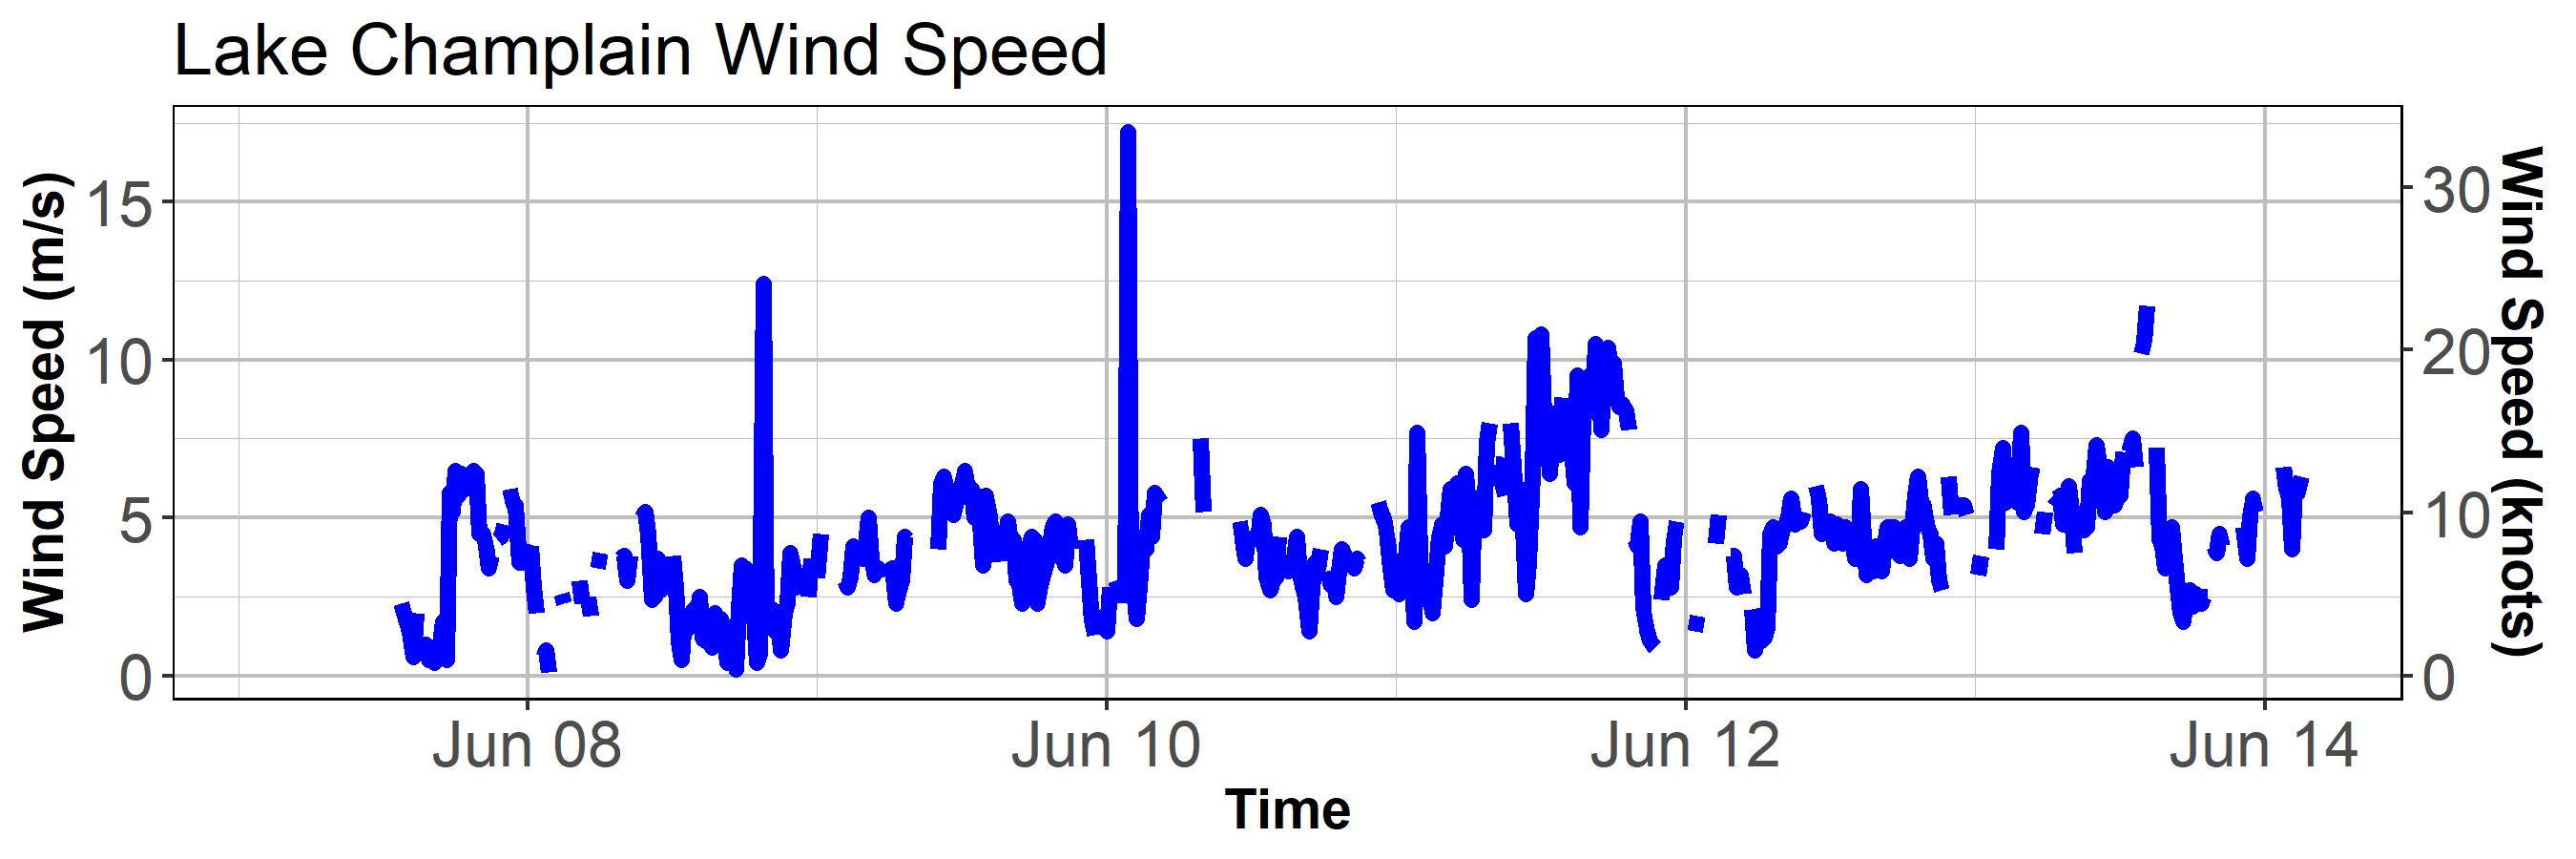 Lake Champlain Wind Speed
Wind Speed (m/s)
15
10
5
0
30
20
10
0
Wind Speed (knots)
Jun 08
Jun 10
Jun 12
Jun 14
Time